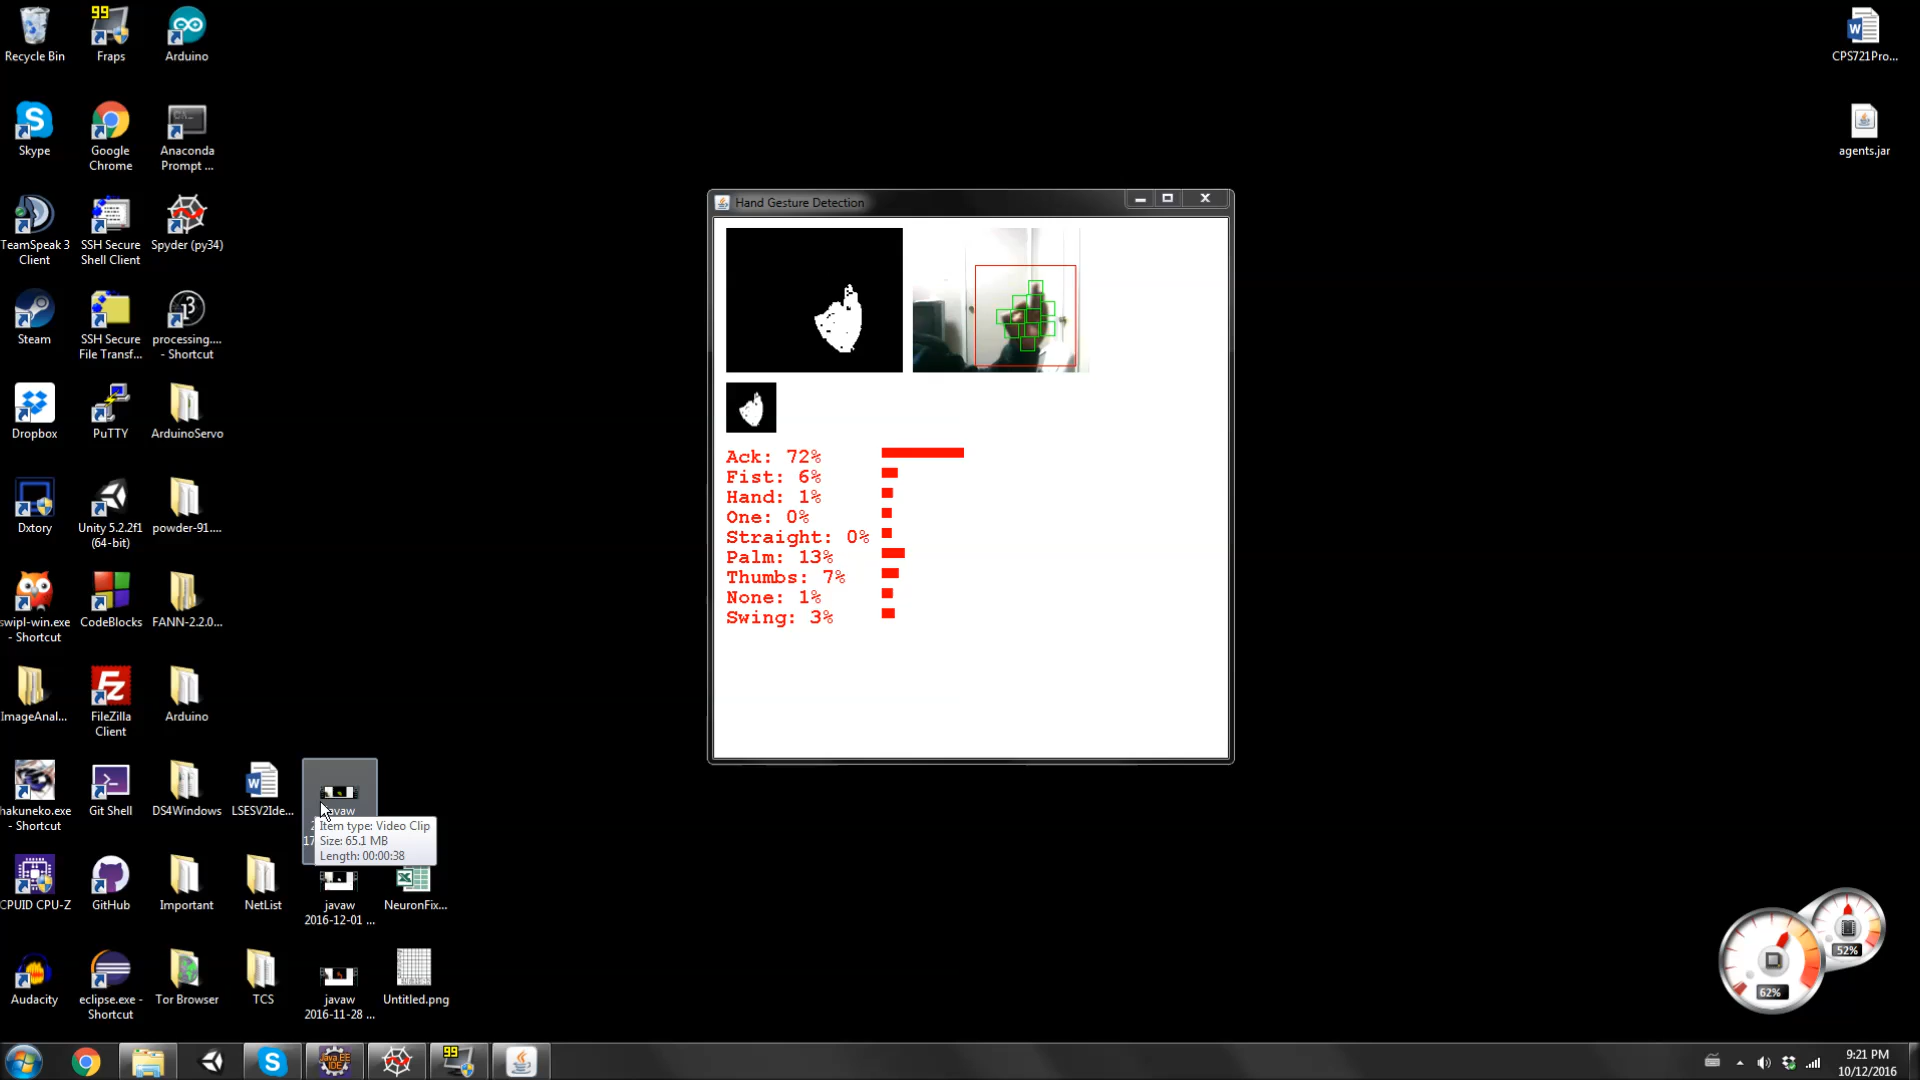 99
Recycle Bin
Fraps
Arduino
CPS721Pro...
Skype
Google
Chrome
Anaconda
Prompt ...
agents.jar
TeamSpeak 3
Client
SSH Secure
Shell Client
Spyder (py34)
Hand Gesture Detection
Steam
SSH Secure
File Transf...
processing....
- Shortcut
Dropbox
PuTTY
ArduinoServo
Ack: 72%
Fist: 6%
Hand: 1%
One: 0%
Straight: 0%
Palm: 13%
Thumbs: 7%
None: 1%
Swing: 3%
Dxtory
Unity 5.2.2f1
(64-bit)
powder-91....
swipl-win.exe
- Shortcut
CodeBlocks
FANN-2.2.0...
ImageAnal...
FileZilla
Client
Arduino
hakuneko.exe
- Shortcut
Git Shell
DS4Windows
LSESV2Ide...
Item type: Video Clip
Size: 65.1 MB
Length: 00:00:38
CPUID CPU-Z
GitHub
Important
NetList
javaw
2016-12-01 ...
NeuronFix...
Audacity
eclipse.exe -
Shortcut
Tor Browser
TCS
javaw
2016-11-28 ...
Untitled.png
52%
62%
Java EE
IDE
99
9:21 PM
10/12/2016